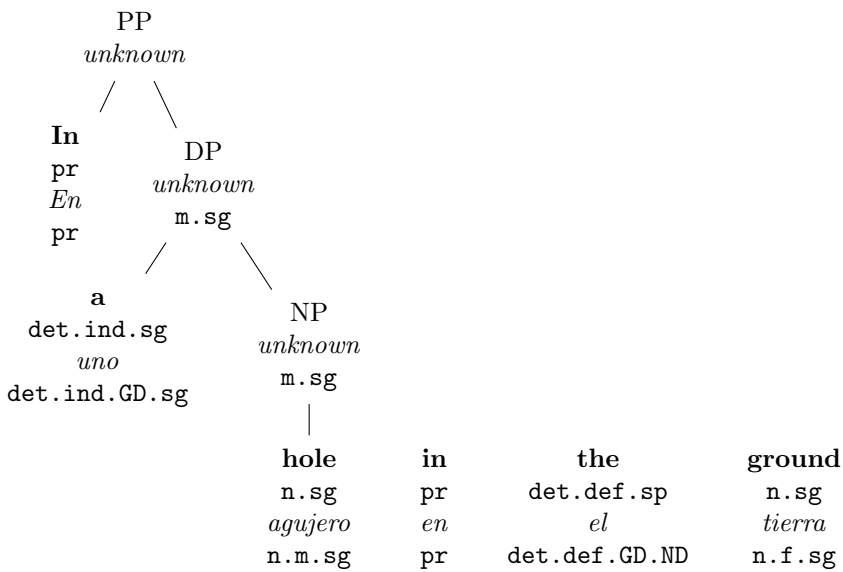 PP
unknown
In
pr
En
pr
DP
unknown
m.sg
a
det.ind.sg
uno
det.ind.GD.sg
NP
unknown
m.sg
hole in the ground
n.sg pr det.def.sp n.sg
agujero en el tierra
n.m.sg pr det.def.GD.ND n.f.sg